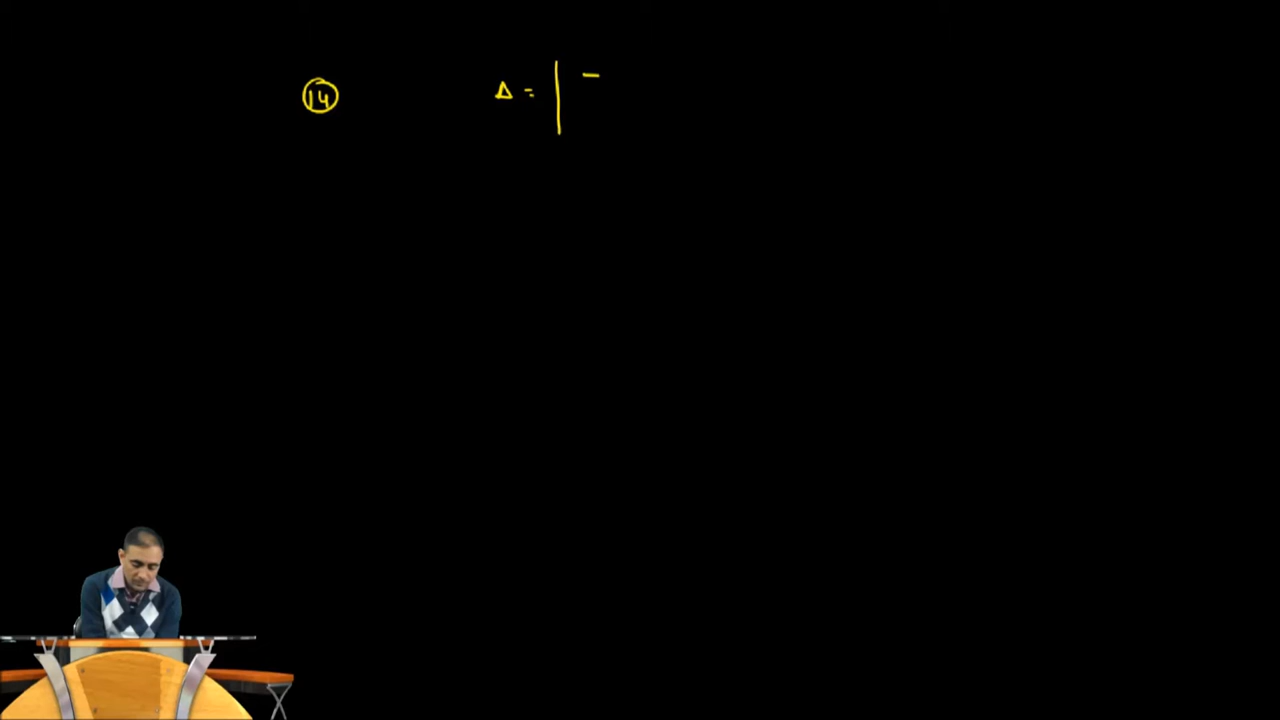 14 Δ = | -